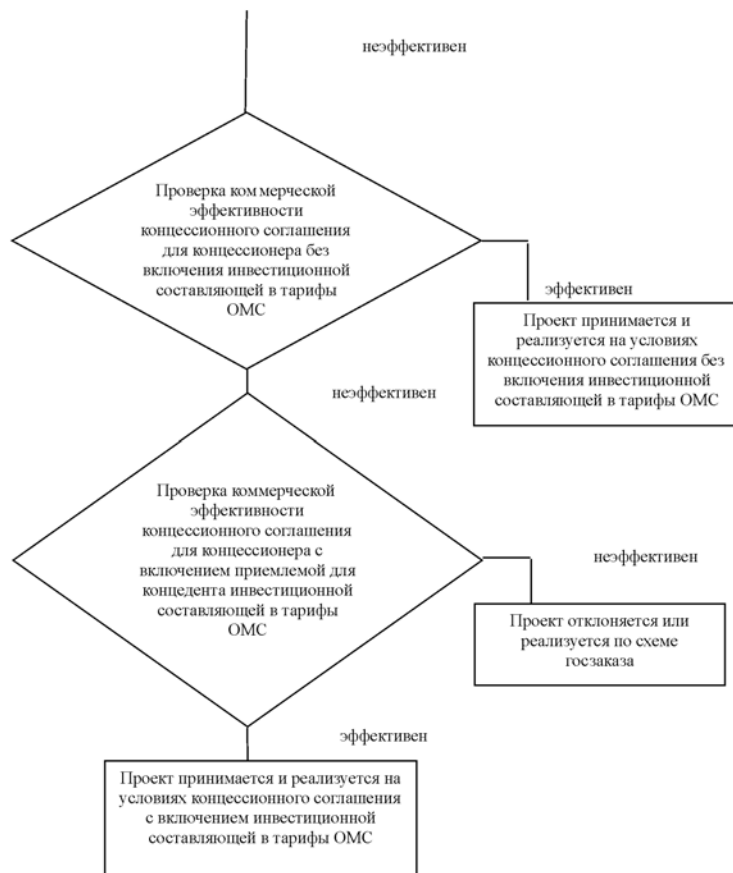 неэффективен
Проверка коммерческой
эффективности
концессионного соглашения
для концессионера без
включения инвестиционной
составляющей в тарифы
ОМС
эффективен
Проект принимается и
реализуется на условиях
концессионного соглашения без
включения инвестиционной
составляющей в тарифы ОМС
неэффективен
Проверка коммерческой
эффективности
концессионного соглашения
для концессионера с
включением приемлемой для
концедента инвестиционной
составляющей в тарифы
ОМС
неэффективен
Проект отклоняется или
реализуется по схеме
госзаказа
эффективен
Проект принимается и реализуется на
условиях концессионного соглашения
с включением инвестиционной
составляющей в тарифы ОМС